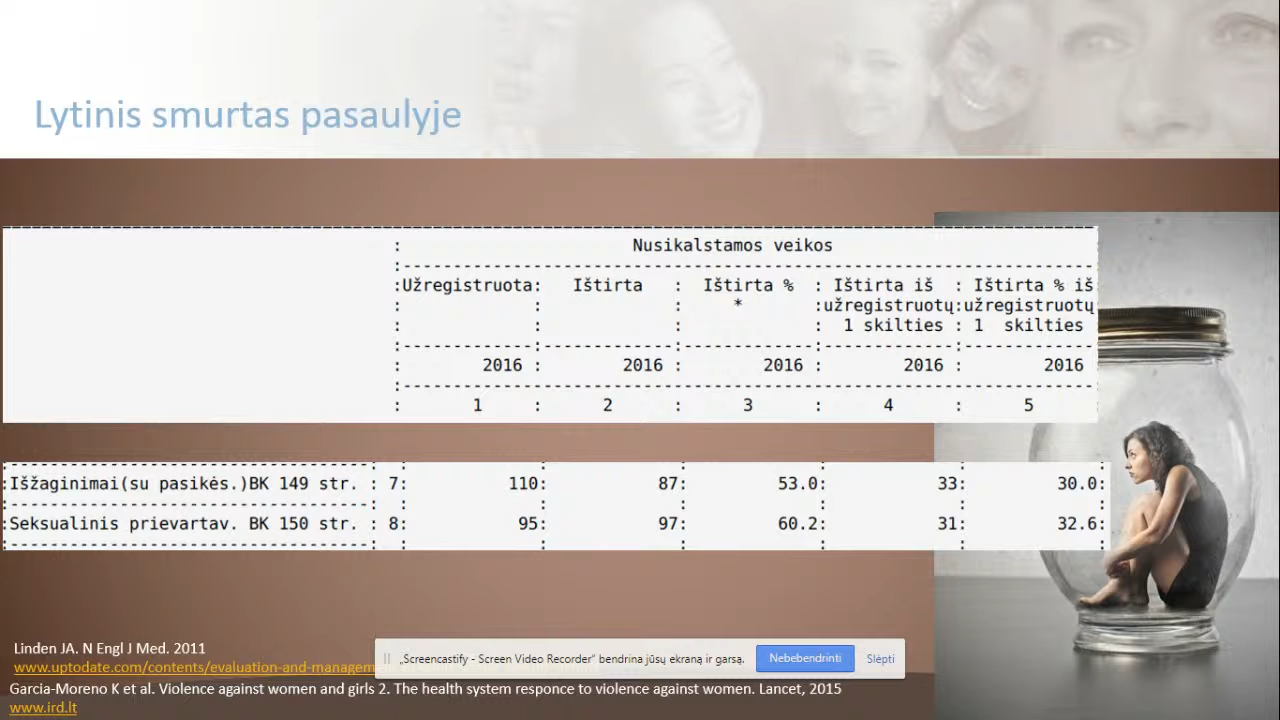 Lytinis smurtas pasaulyje
Nusikalstamos veikos
Užregistruota: Ištirta : Ištirta % : Ištirta iš : Ištirta % iš
* :užregistruotų:užregistruotų
1 skilties : 1 skilties
2016 : 2016 : 2016 : 2016 : 2016
1 : 2 : 3 : 4 : 5
:Išžaginimai(su pasikės.)BK 149 str. : 7: 110: 87: 53.0: 33: 30.0:
:Seksualinis prievartav. BK 150 str. : 8: 95: 97: 60.2: 31: 32.6:
Linden JA. N Engl J Med. 2011
www.uptodate.com/contents/evaluation-and-manageme
„Screencastify - Screen Video Recorder“ bendrina jūsų ekraną ir garsą. Nebebendrinti Slėpti
Garcia-Moreno K et al. Violence against women and girls 2. The health system responce to violence against women. Lancet, 2015
www.ird.lt